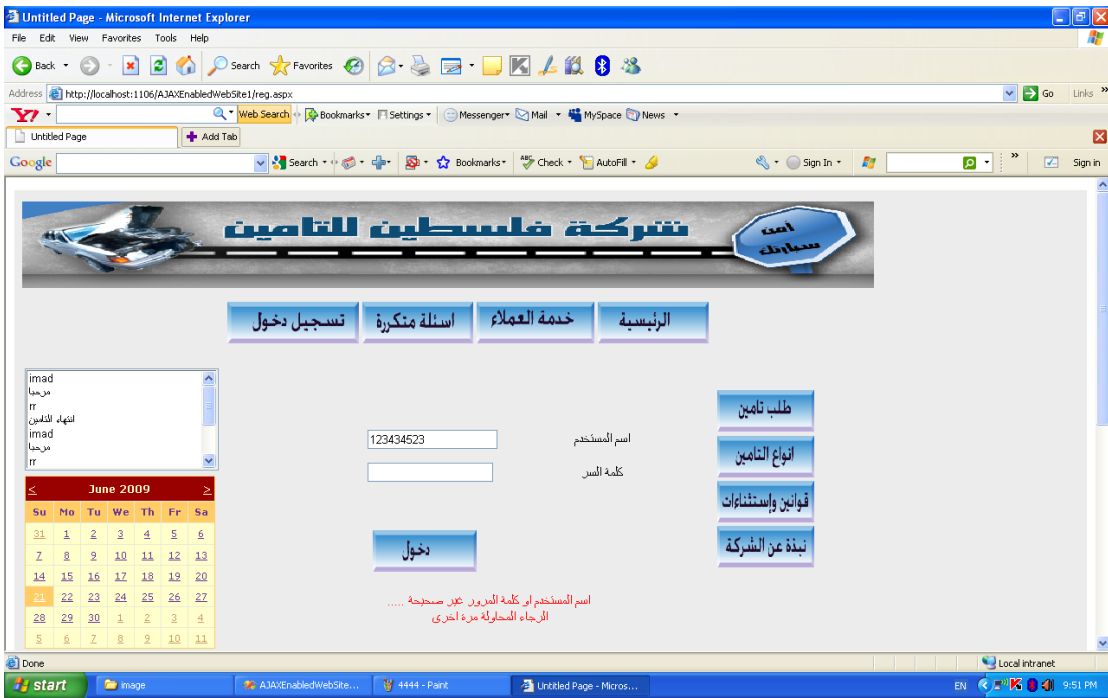 Untitled Page - Microsoft Internet Explorer
File Edit View Favorites Tools Help
Back Search Favorites
Address http://localhost:1106/AJAXEnabledWebSite1/reg.aspx Go Links »
Y! Web Search Bookmarks Settings Messenger Mail MySpace News
Untitled Page Add Tab
Google Search Bookmarks ABC Check AutoFill Sign In » Sign in
شركة فلسطين للتامين
امن
سيارتك
الرئيسية
خدمة العملاء
اسئلة متكررة
تسجيل دخول
imad
مرحبا
rr
انتهاء التامين
imad
مرحبا
rr
طلب تامين
انواع التامين
قوانين وإستثناءات
نبذة عن الشركة
اسم المستخدم 123434523
كلمة السر
دخول
اسم المستخدم او كلمة المرور غير صحيحة .....
الرجاء المحاولة مرة اخرى
< June 2009 >
Su Mo Tu We Th Fr Sa
31 1 2 3 4 5 6
7 8 9 10 11 12 13
14 15 16 17 18 19 20
21 22 23 24 25 26 27
28 29 30 1 2 3 4
5 6 7 8 9 10 11
Done Local intranet
start image AJAXEnabledWebSite... 4444 - Paint Untitled Page - Micros... EN 9:51 PM